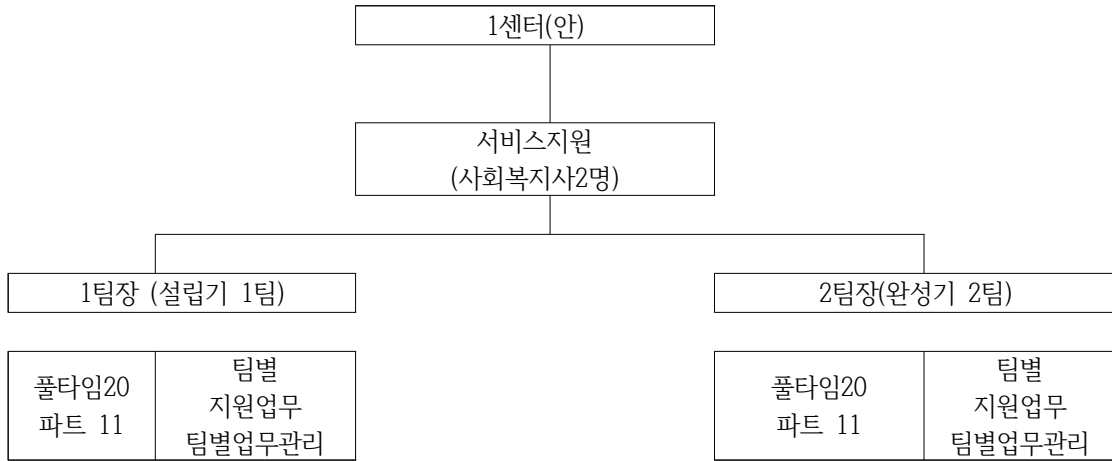 1센터(안)
서비스지원
(사회복지사2명)
1팀장 (설립기 1팀)
2팀장(완성기 2팀)
풀타임20
파트 11
팀별
지원업무
팀별업무관리
풀타임20
파트 11
팀별
지원업무
팀별업무관리